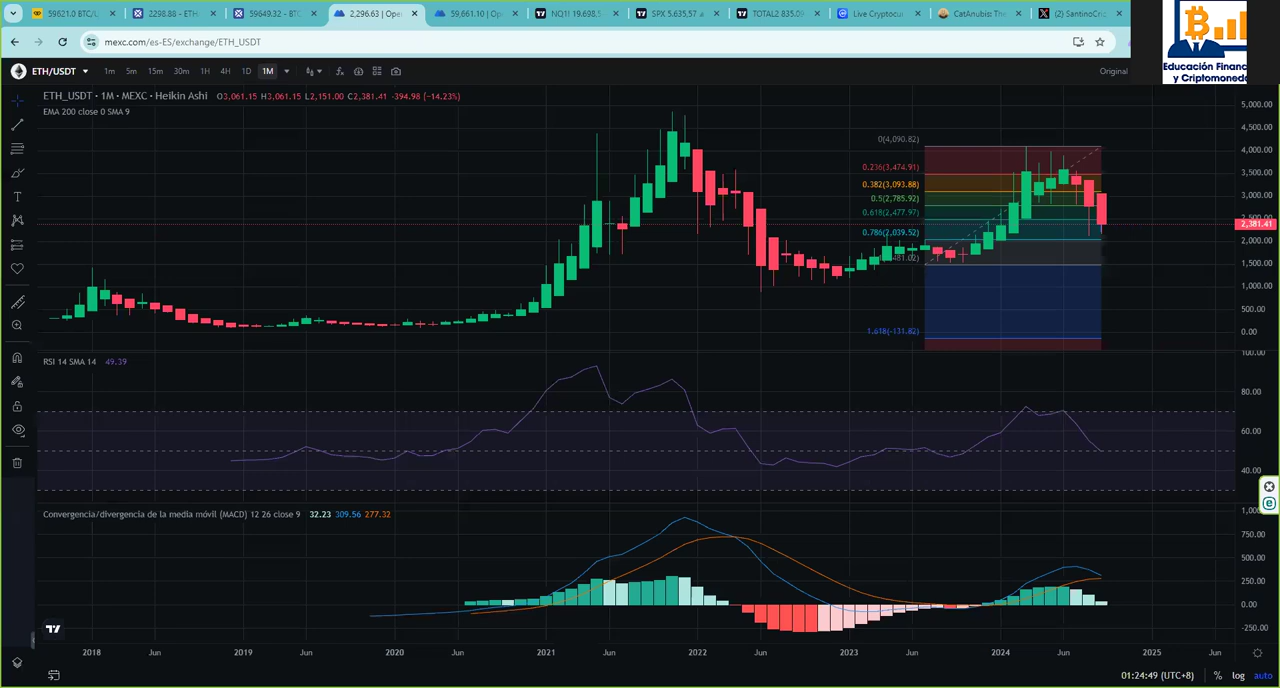 59621.0 BTC/L
2298.88 - ETH-
59649.32 - BTC
2,296.63 | Oper
59,661.10 | Op
NQ1! 19.698,5
SPX 5.635,57
TOTAL2 835.09
Live Cryptocur
CatAnubis: The
(2) SantinoCri
mexc.com/es-ES/exchange/ETH_USDT
Educación Financ
y Criptomoneda
ETH/USDT 1m 5m 15m 30m 1H 4H 1D 1M Original
ETH_USDT · 1M · MEXC · Heikin Ashi O3,061.15 H3,061.15 L2,151.00 C2,381.41 -394.98 (-14.23%)
EMA 200 close 0 SMA 9
5,000.00
4,500.00
4,000.00
3,500.00
3,000.00
2,500.00
2,381.41
2,000.00
1,500.00
1,000.00
500.00
0.00
0(4,090.82)
0.236(3,474.91)
0.382(3,093.88)
0.5(2,785.92)
0.618(2,477.97)
0.786(2,039.52)
1.618(-131.82)
RSI 14 SMA 14 49.39
100.00
80.00
60.00
40.00
Convergencia/divergencia de la media móvil (MACD) 12 26 close 9 32.23 309.56 277.32
750.00
500.00
250.00
0.00
-250.00
2018 Jun 2019 Jun 2020 Jun 2021 Jun 2022 Jun 2023 Jun 2024 Jun 2025 Jun
01:24:49 (UTC+8) % log auto